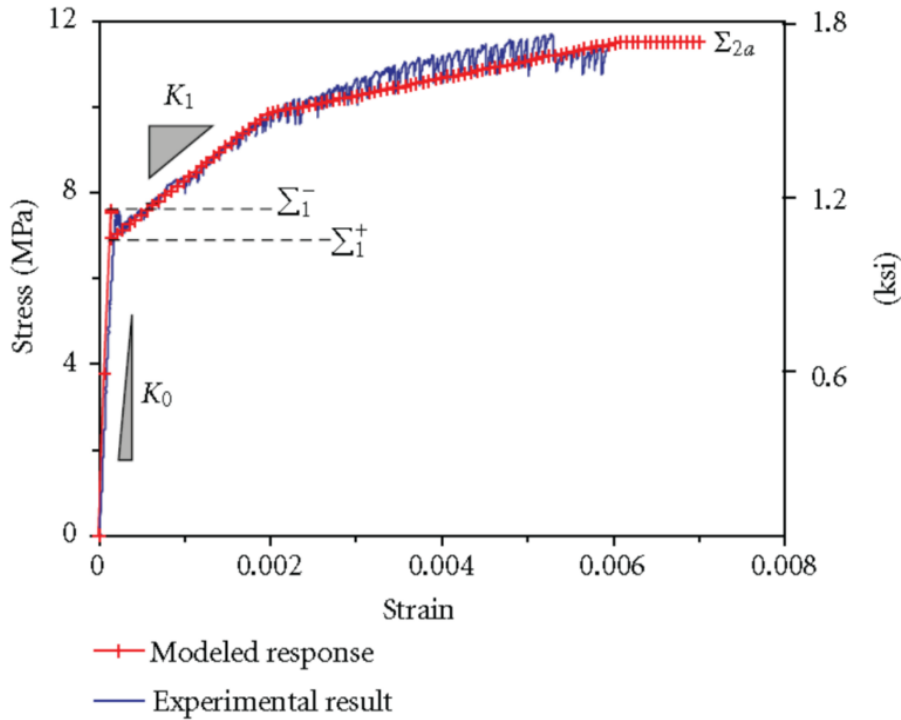 12
8
4
0
Stress (MPa)
1.8
1.2
0.6
(ksi)
Σ₂ₐ
K₁
Σ₁⁻
Σ₁⁺
K₀
0
0.002
0.004
0.006
0.008
Strain
Modeled response
Experimental result